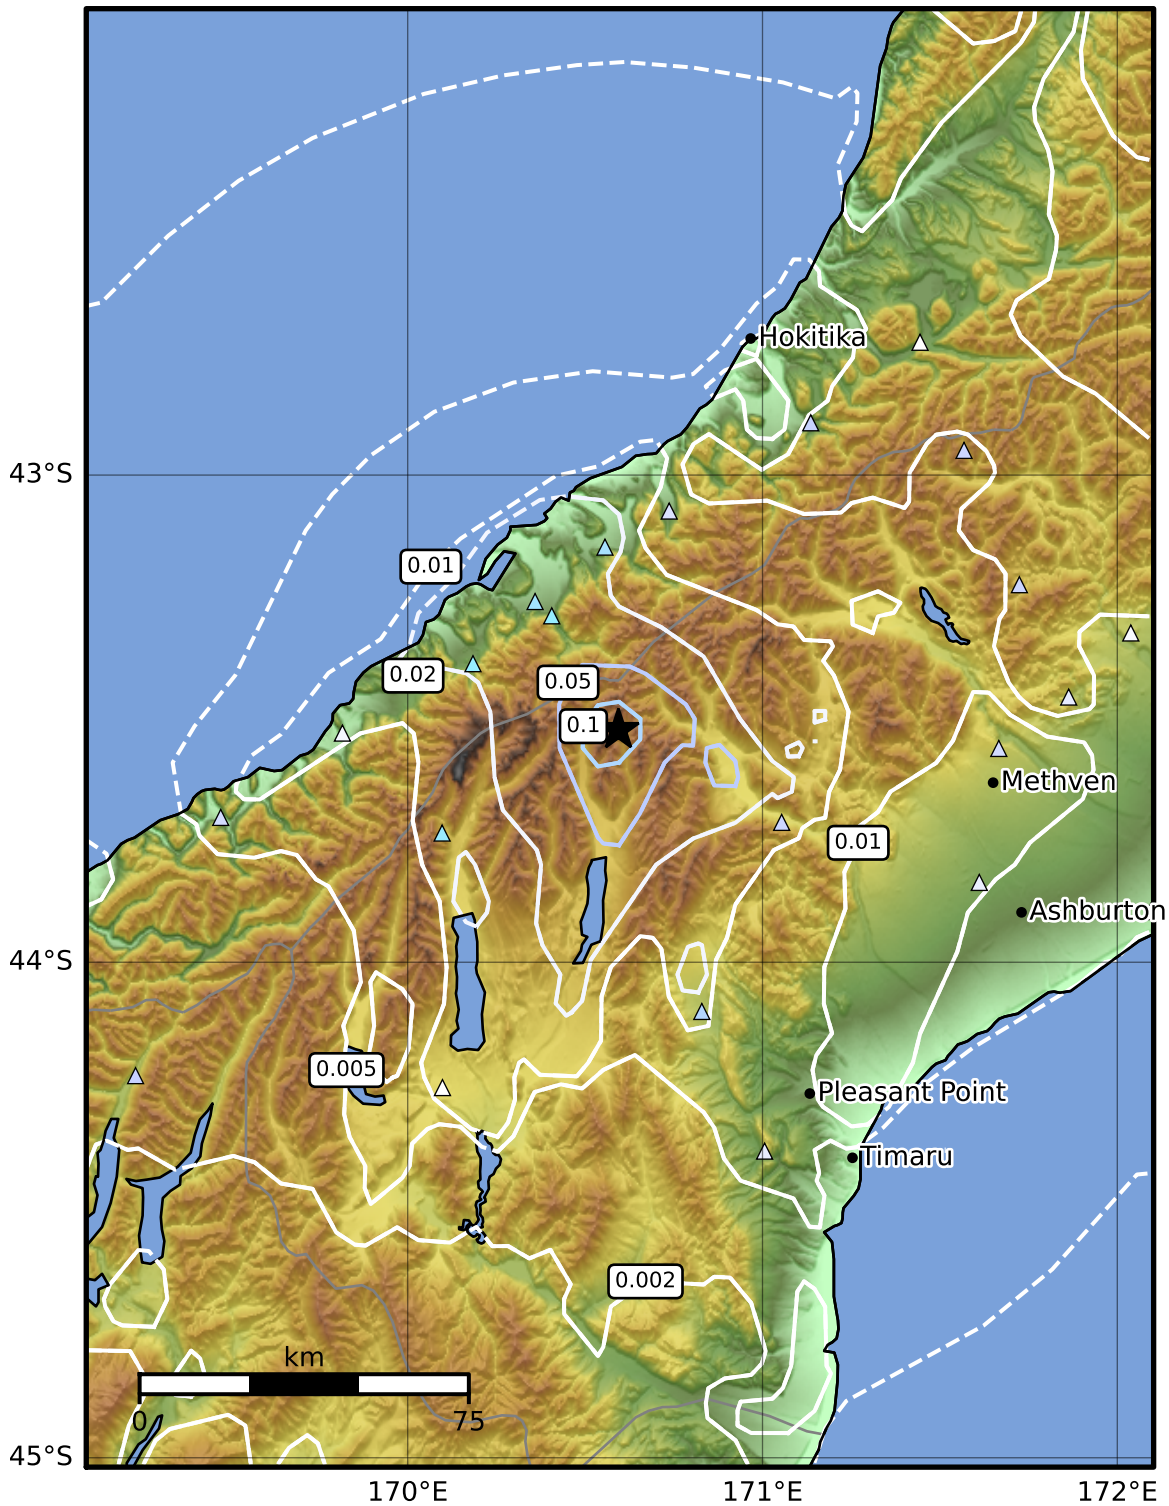 Hokitika
43°S
0.01
0.02
0.05
0.1
Methven
0.01
Ashburton
44°S
0.005
Pleasant Point
Timaru
0.002
km
0 75
45°S
170°E 171°E 172°E